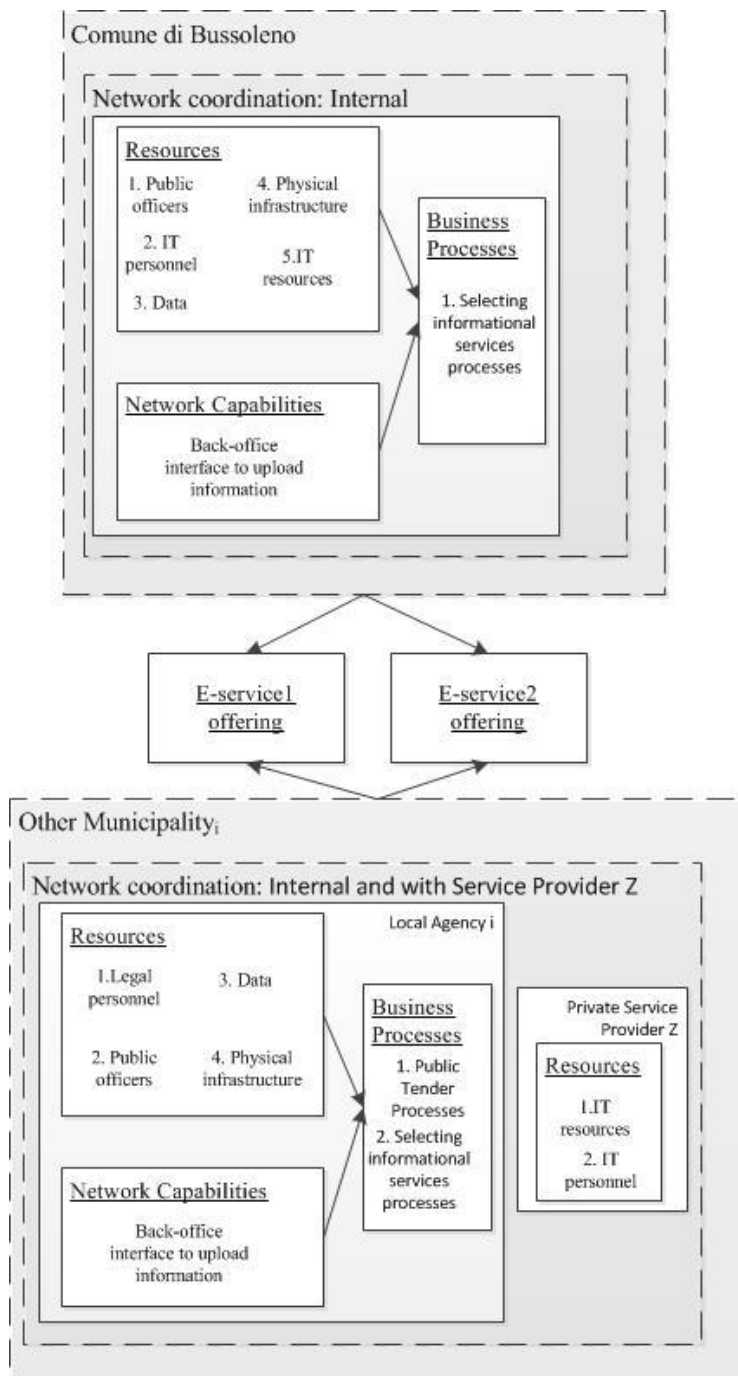 Comune di Bussoleno
Network coordination: Internal
Resources
1. Public
officers
2. IT
personnel
3. Data
4. Physical
infrastructure
5.IT
resources
Business
Processes
1. Selecting
informational
services
processes
Network Capabilities
Back-office
interface to upload
information
E-service1
offering
E-service2
offering
Other Municipalityi
Network coordination: Internal and with Service Provider Z
Local Agency i
Resources
1.Legal
personnel
2. Public
officers
3. Data
4. Physical
infrastructure
Business
Processes
1. Public
Tender
Processes
2. Selecting
informational
services
processes
Network Capabilities
Back-office
interface to upload
information
Private Service
Provider Z
Resources
1.IT
resources
2. IT
personnel